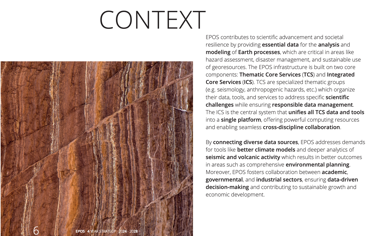 CONTEXT
EPOS contributes to scientific advancement and societal
resilience by providing essential data for the analysis and
modeling of Earth processes, which are critical in areas like
hazard assessment, disaster management, and sustainable use
of georesources. The EPOS infrastructure is built on two core
components: Thematic Core Services (TCS) and Integrated
Core Services (ICS). TCS are specialized thematic groups
(e.g. seismology, anthropogenic hazards, etc.) which organize
their data, tools, and services to address specific scientific
challenges while ensuring responsible data management.
The ICS is the central system that unifies all TCS data and tools
into a single platform, offering powerful computing resources
and enabling seamless cross-discipline collaboration.
By connecting diverse data sources, EPOS addresses demands
for tools like better climate models and deeper analytics of
seismic and volcanic activity which results in better outcomes
in areas such as comprehensive environmental planning.
Moreover, EPOS fosters collaboration between academic,
governmental, and industrial sectors, ensuring data-driven
decision-making and contributing to sustainable growth and
economic development.
6 EPOS